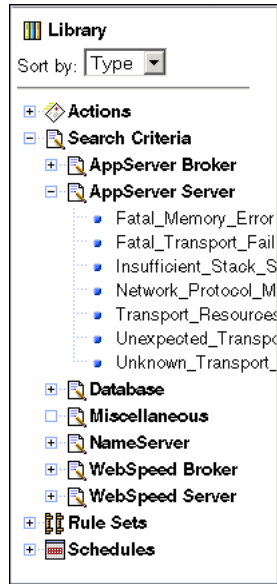 Library
Sort by: Type
Actions
Search Criteria
AppServer Broker
AppServer Server
Fatal_Memory_Error
Fatal_Transport_Fail
Insufficient_Stack_S
Network_Protocol_M
Transport_Resources
Unexpected_Transpo
Unknown_Transport_
Database
Miscellaneous
NameServer
WebSpeed Broker
WebSpeed Server
Rule Sets
Schedules